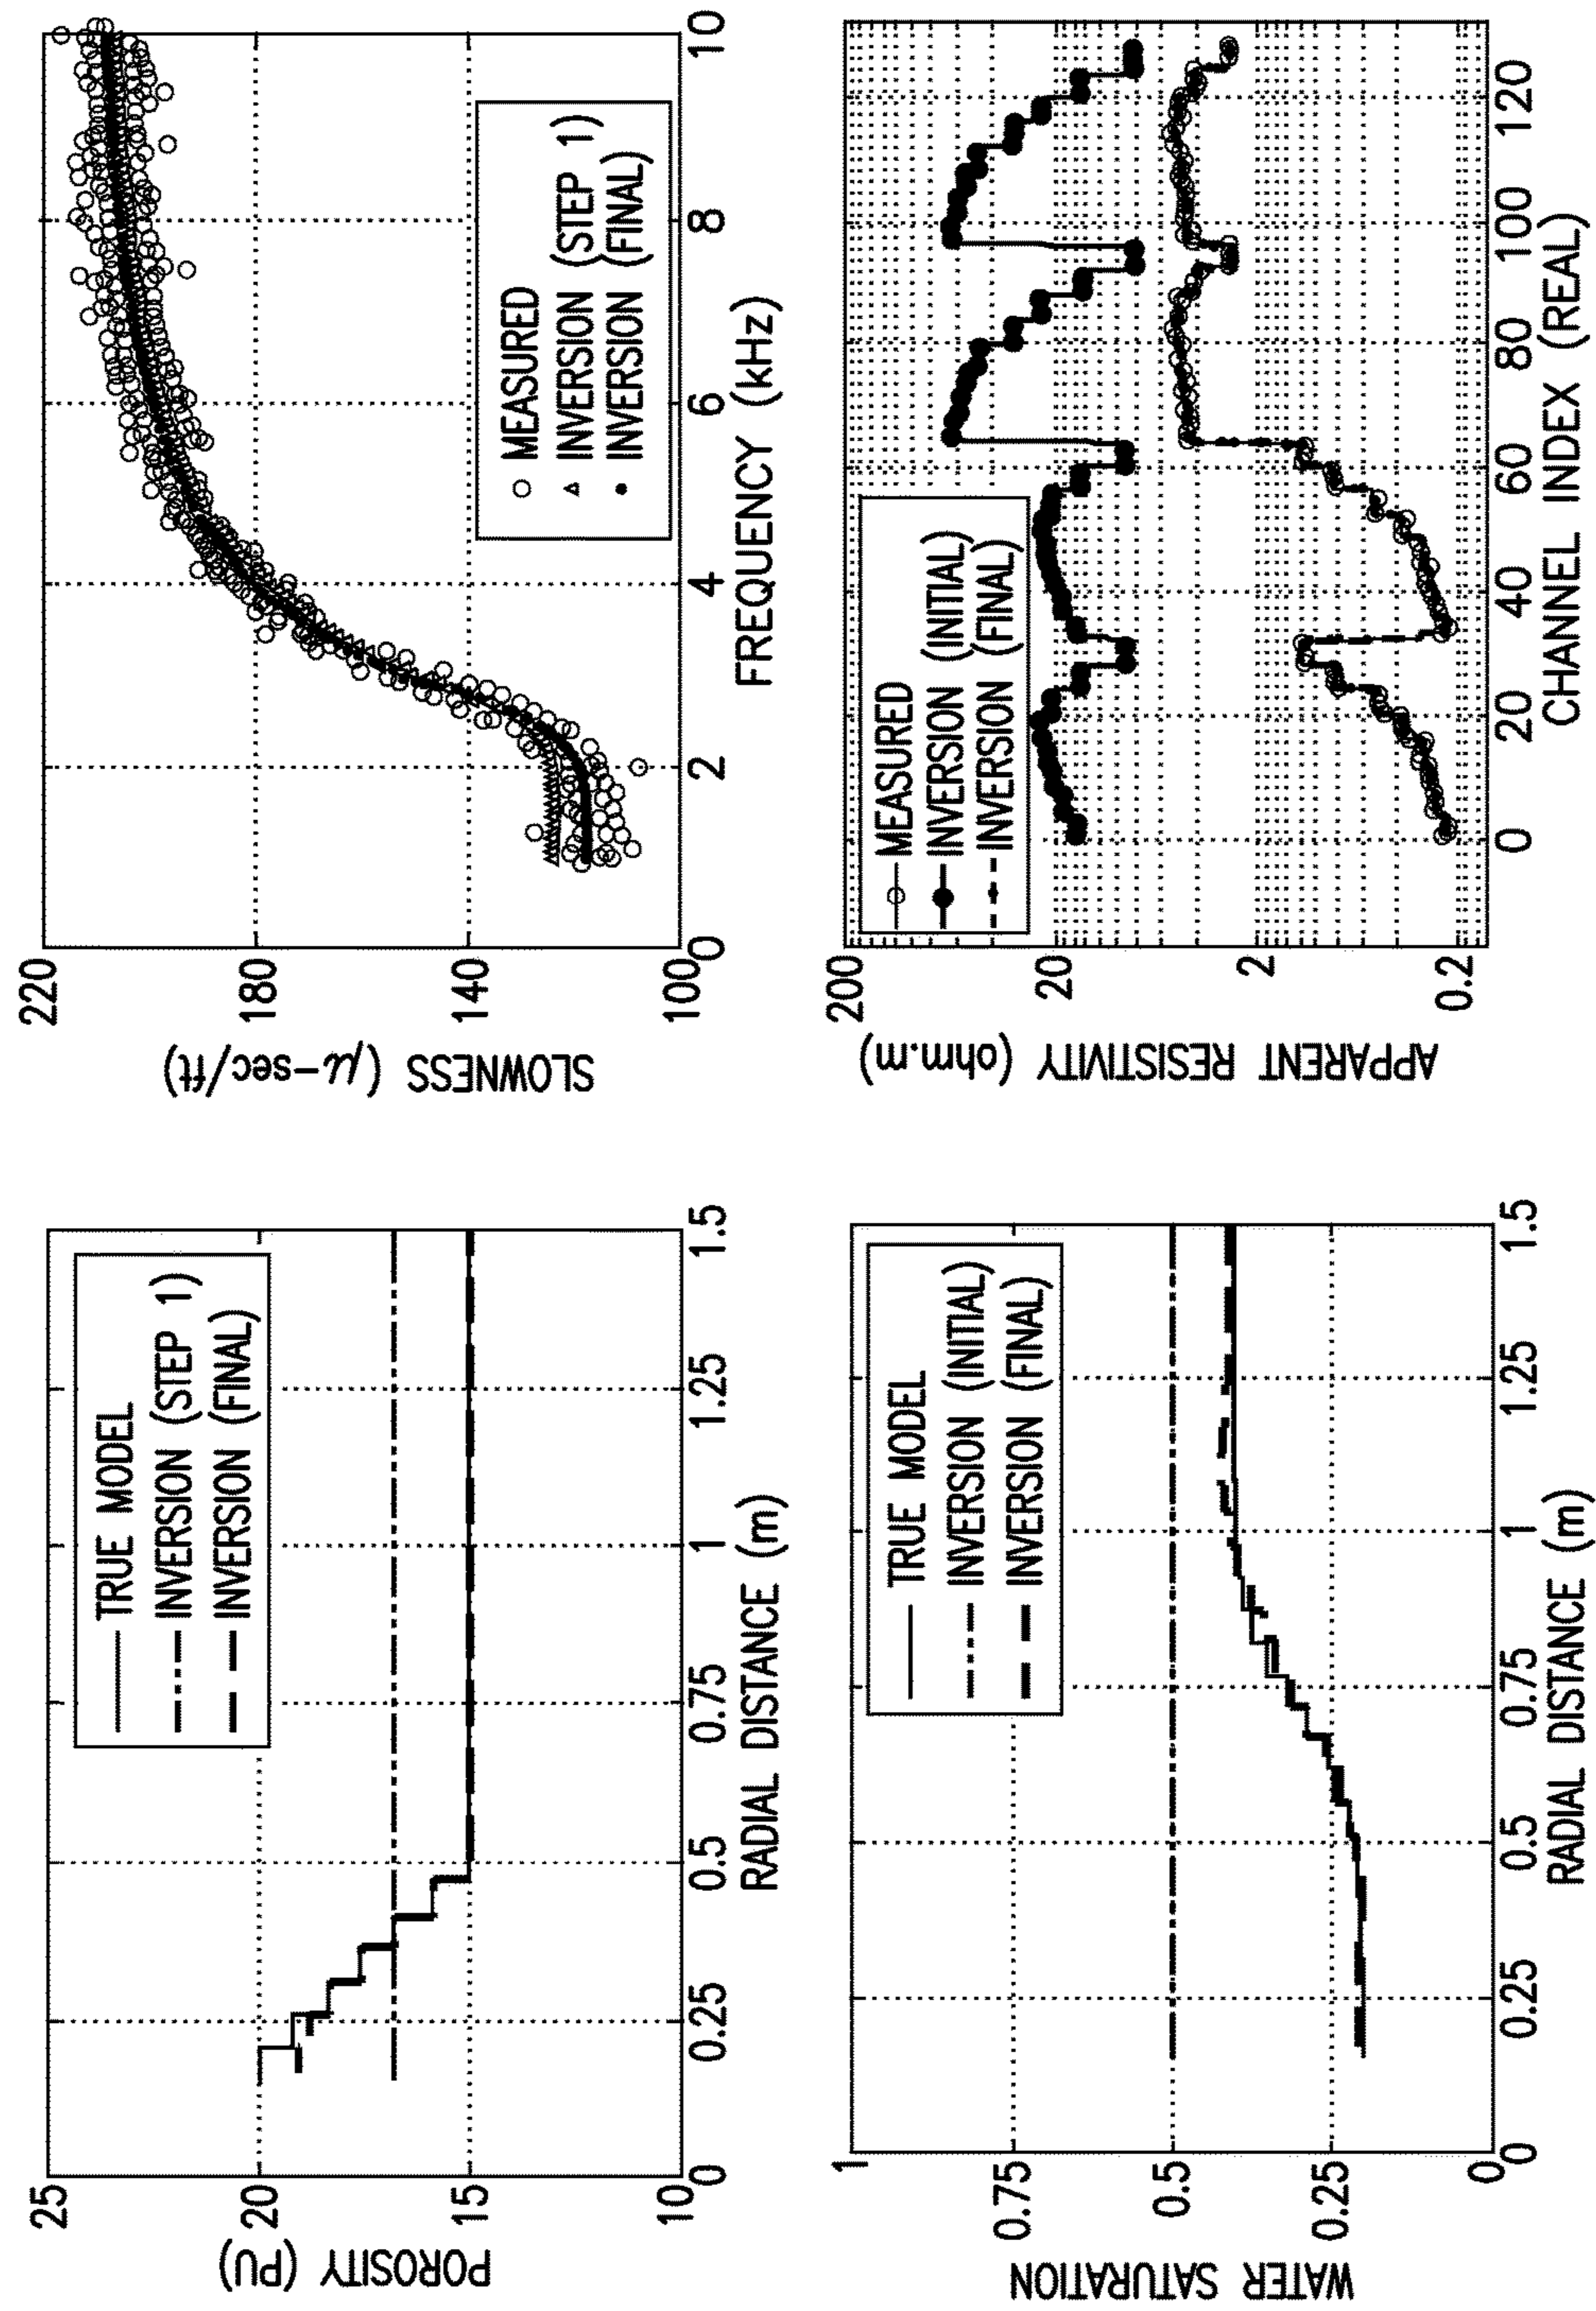 25
20
15
10
POROSITY (PU)
TRUE MODEL
INVERSION (STEP 1)
INVERSION (FINAL)
0
0.25
0.5
0.75
1
1.25
1.5
RADIAL DISTANCE (m)
220
180
140
100
SLOWNESS (μ-sec/ft)
MEASURED
INVERSION (STEP 1)
INVERSION (FINAL)
0
2
4
6
8
10
FREQUENCY (kHz)
1
0.75
0.5
0.25
0
WATER SATURATION
TRUE MODEL
INVERSION (INITIAL)
INVERSION (FINAL)
0
0.25
0.5
0.75
1
1.25
1.5
RADIAL DISTANCE (m)
200
20
2
0.2
APPARENT RESISTIVITY (ohm.m)
MEASURED
INVERSION (INITIAL)
INVERSION (FINAL)
0
20
40
60
80
100
120
CHANNEL INDEX (REAL)